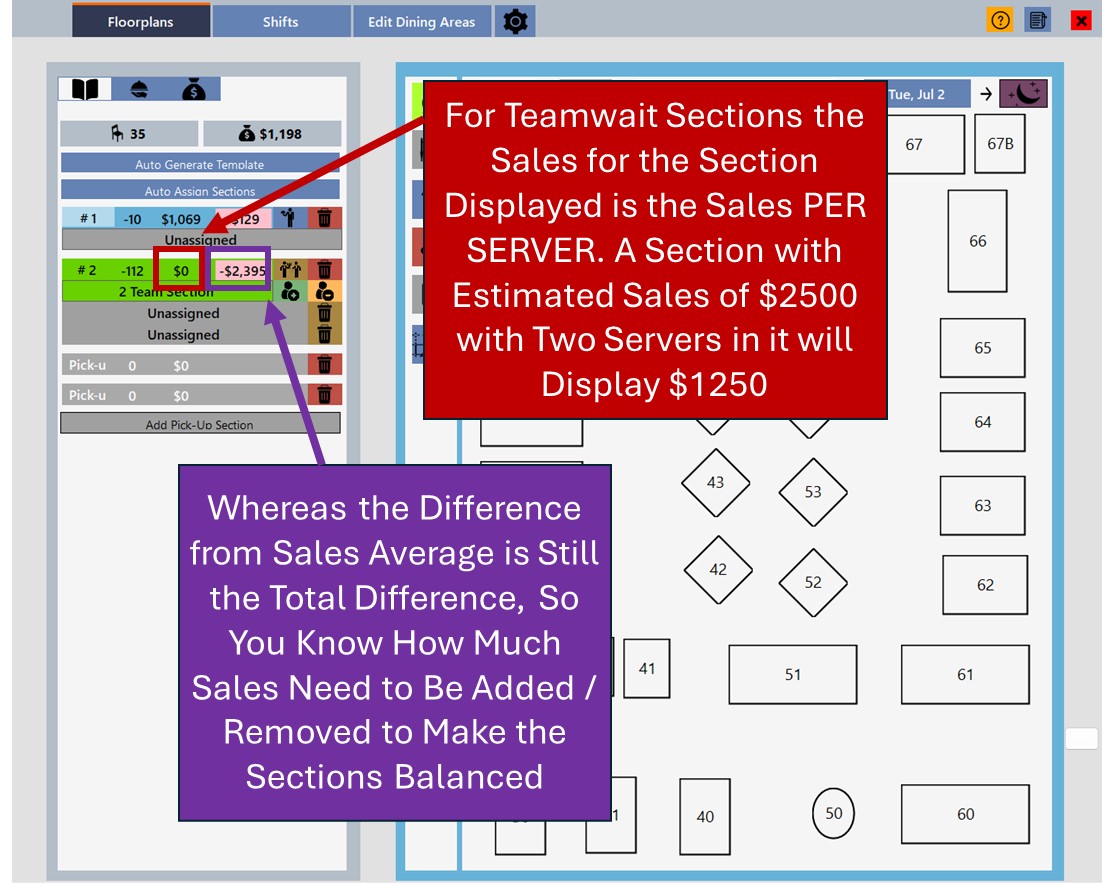 Floorplans
Shifts
Edit Dining Areas
35
$1,198
Auto Generate Template
Auto Assign Sections
# 1 -10 $1,069 $129
Unassigned
# 2 -112 $0 -$2,395
2 Team Section
Unassigned
Unassigned
Pick-u 0 $0
Pick-u 0 $0
Add Pick-Up Section
Tue, Jul 2
For Teamwait Sections the
Sales for the Section
Displayed is the Sales PER
SERVER. A Section with
Estimated Sales of $2500
with Two Servers in it will
Display $1250
Whereas the Difference
from Sales Average is Still
the Total Difference, So
You Know How Much
Sales Need to Be Added /
Removed to Make the
Sections Balanced
67
67B
66
65
64
43
53
63
42
52
62
41
51
61
40
50
60